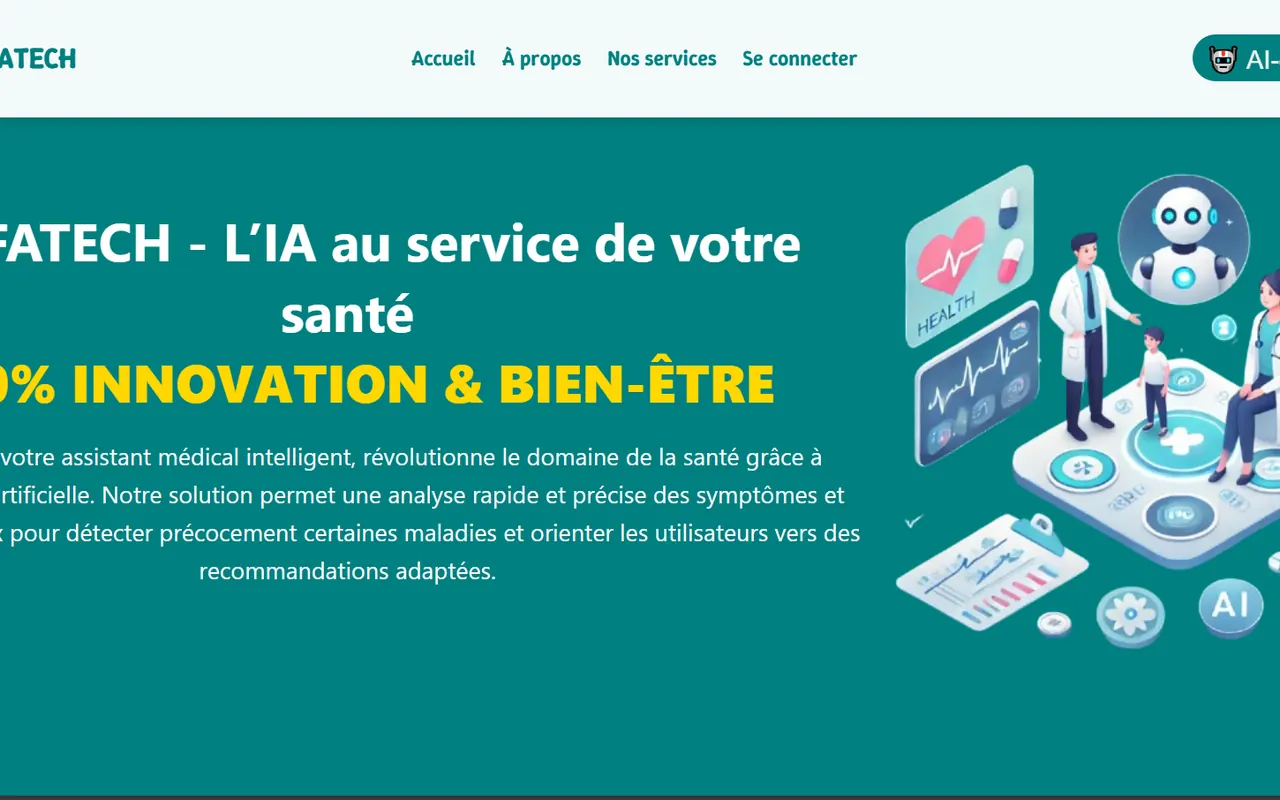 ATECH
Accueil À propos Nos services Se connecter
AI-
FATECH - L’IA au service de votre
santé
0% INNOVATION & BIEN-ÊTRE
votre assistant médical intelligent, révolutionne le domaine de la santé grâce à
rtificielle. Notre solution permet une analyse rapide et précise des symptômes et
x pour détecter précocement certaines maladies et orienter les utilisateurs vers des
recommandations adaptées.
HEALTH
AI